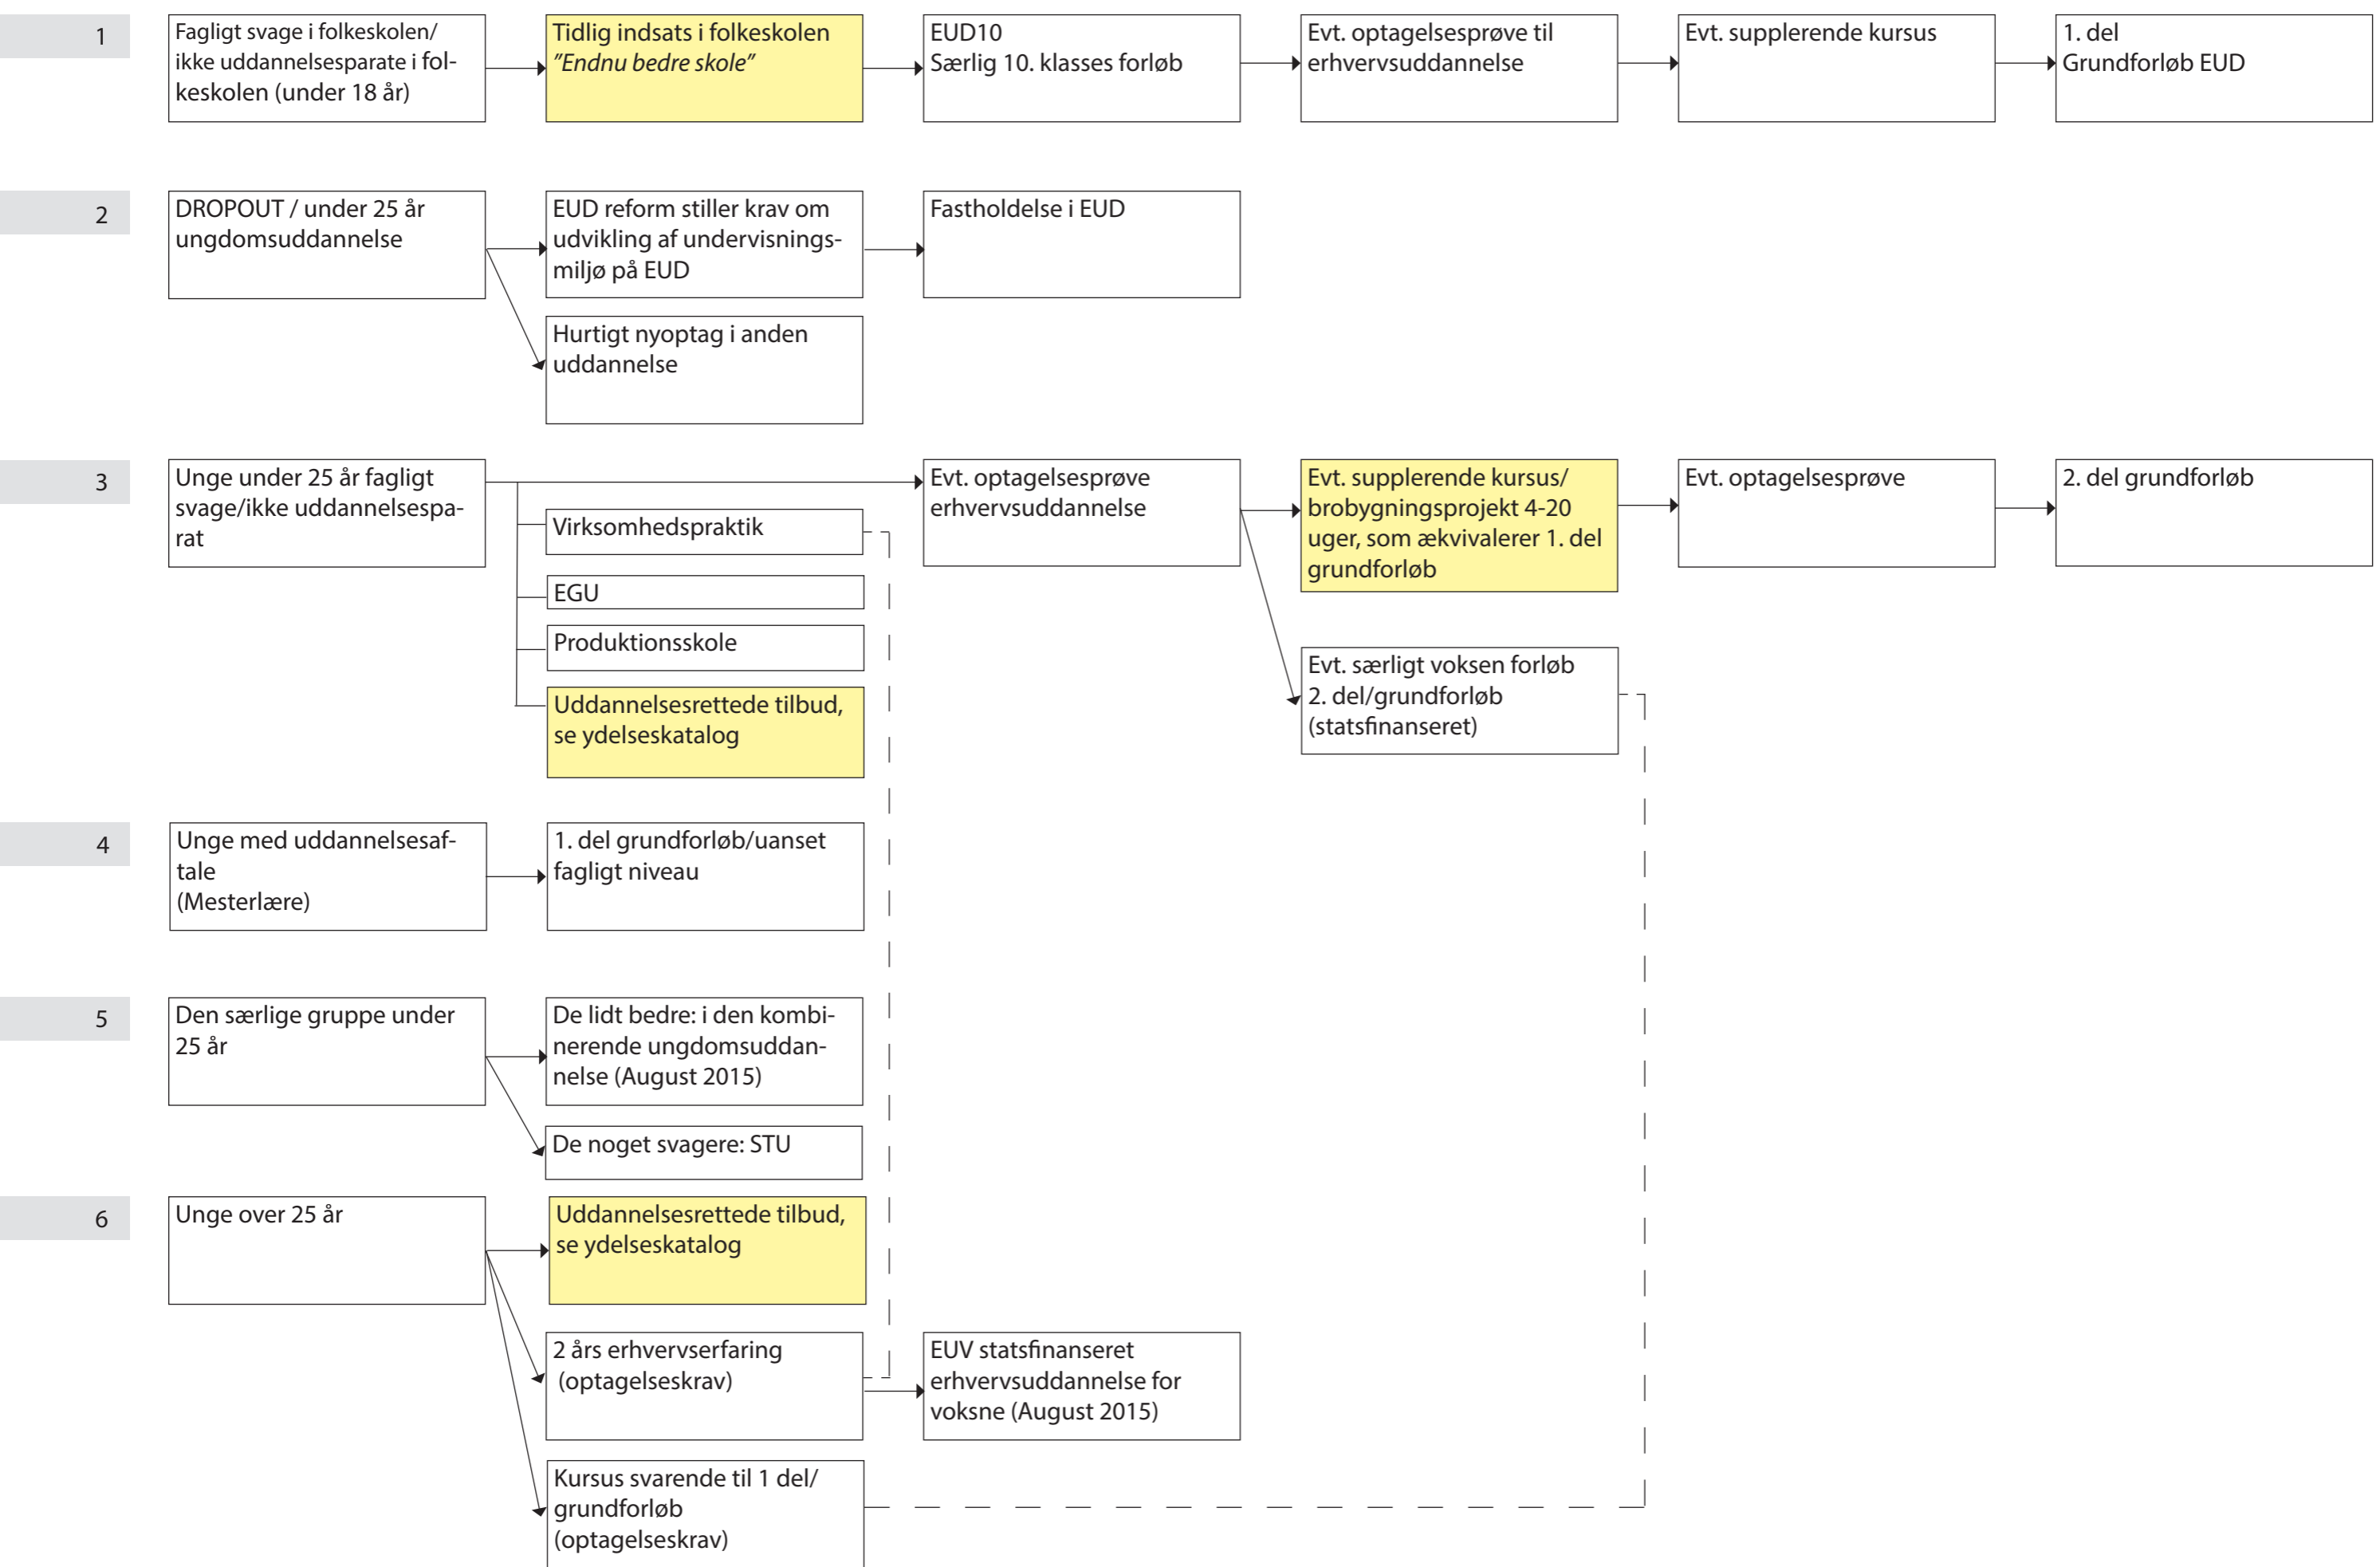 1
Fagligt svage i folkeskolen/
ikke uddannelsesparate i fol-
keskolen (under 18 år)
Tidlig indsats i folkeskolen
"Endnu bedre skole"
EUD10
Særlig 10. klasses forløb
Evt. optagelsesprøve til
erhvervsuddannelse
Evt. supplerende kursus
1. del
Grundforløb EUD
2
DROPOUT / under 25 år
ungdomsuddannelse
EUD reform stiller krav om
udvikling af undervisnings-
miljø på EUD
Fastholdelse i EUD
Hurtigt nyoptag i anden
uddannelse
3
Unge under 25 år fagligt
svage/ikke uddannelsespa-
rat
Virksomhedspraktik
EGU
Produktionsskole
Uddannelsesrettede tilbud,
se ydelseskatalog
Evt. optagelsesprøve
erhvervsuddannelse
Evt. supplerende kursus/
brobygningsprojekt 4-20
uger, som ækvivalerer 1. del
grundforløb
Evt. optagelsesprøve
2. del grundforløb
Evt. særligt voksen forløb
2. del/grundforløb
(statsfinanseret)
4
Unge med uddannelsesaf-
tale
(Mesterlære)
1. del grundforløb/uanset
fagligt niveau
5
Den særlige gruppe under
25 år
De lidt bedre: i den kombi-
nerende ungdomsuddan-
nelse (August 2015)
De noget svagere: STU
6
Unge over 25 år
Uddannelsesrettede tilbud,
se ydelseskatalog
2 års erhvervserfaring
(optagelseskrav)
EUV statsfinanseret
erhvervsuddannelse for
voksne (August 2015)
Kursus svarende til 1 del/
grundforløb
(optagelseskrav)